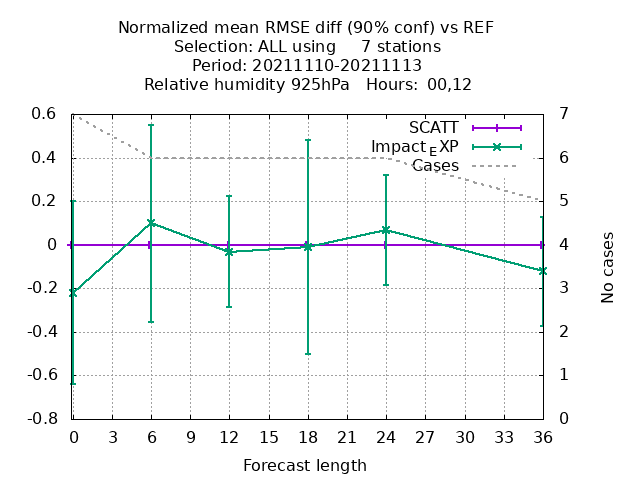 Normalized mean RMSE diff (90% conf) vs REF
Selection: ALL using 7 stations
Period: 20211110-20211113
Relative humidity 925hPa Hours: 00,12
SCATT
Impact_EXP
Cases
0.6
0.4
0.2
0
-0.2
-0.4
-0.6
-0.8
7
6
5
4
3
2
1
0
No cases
0 3 6 9 12 15 18 21 24 27 30 33 36
Forecast length